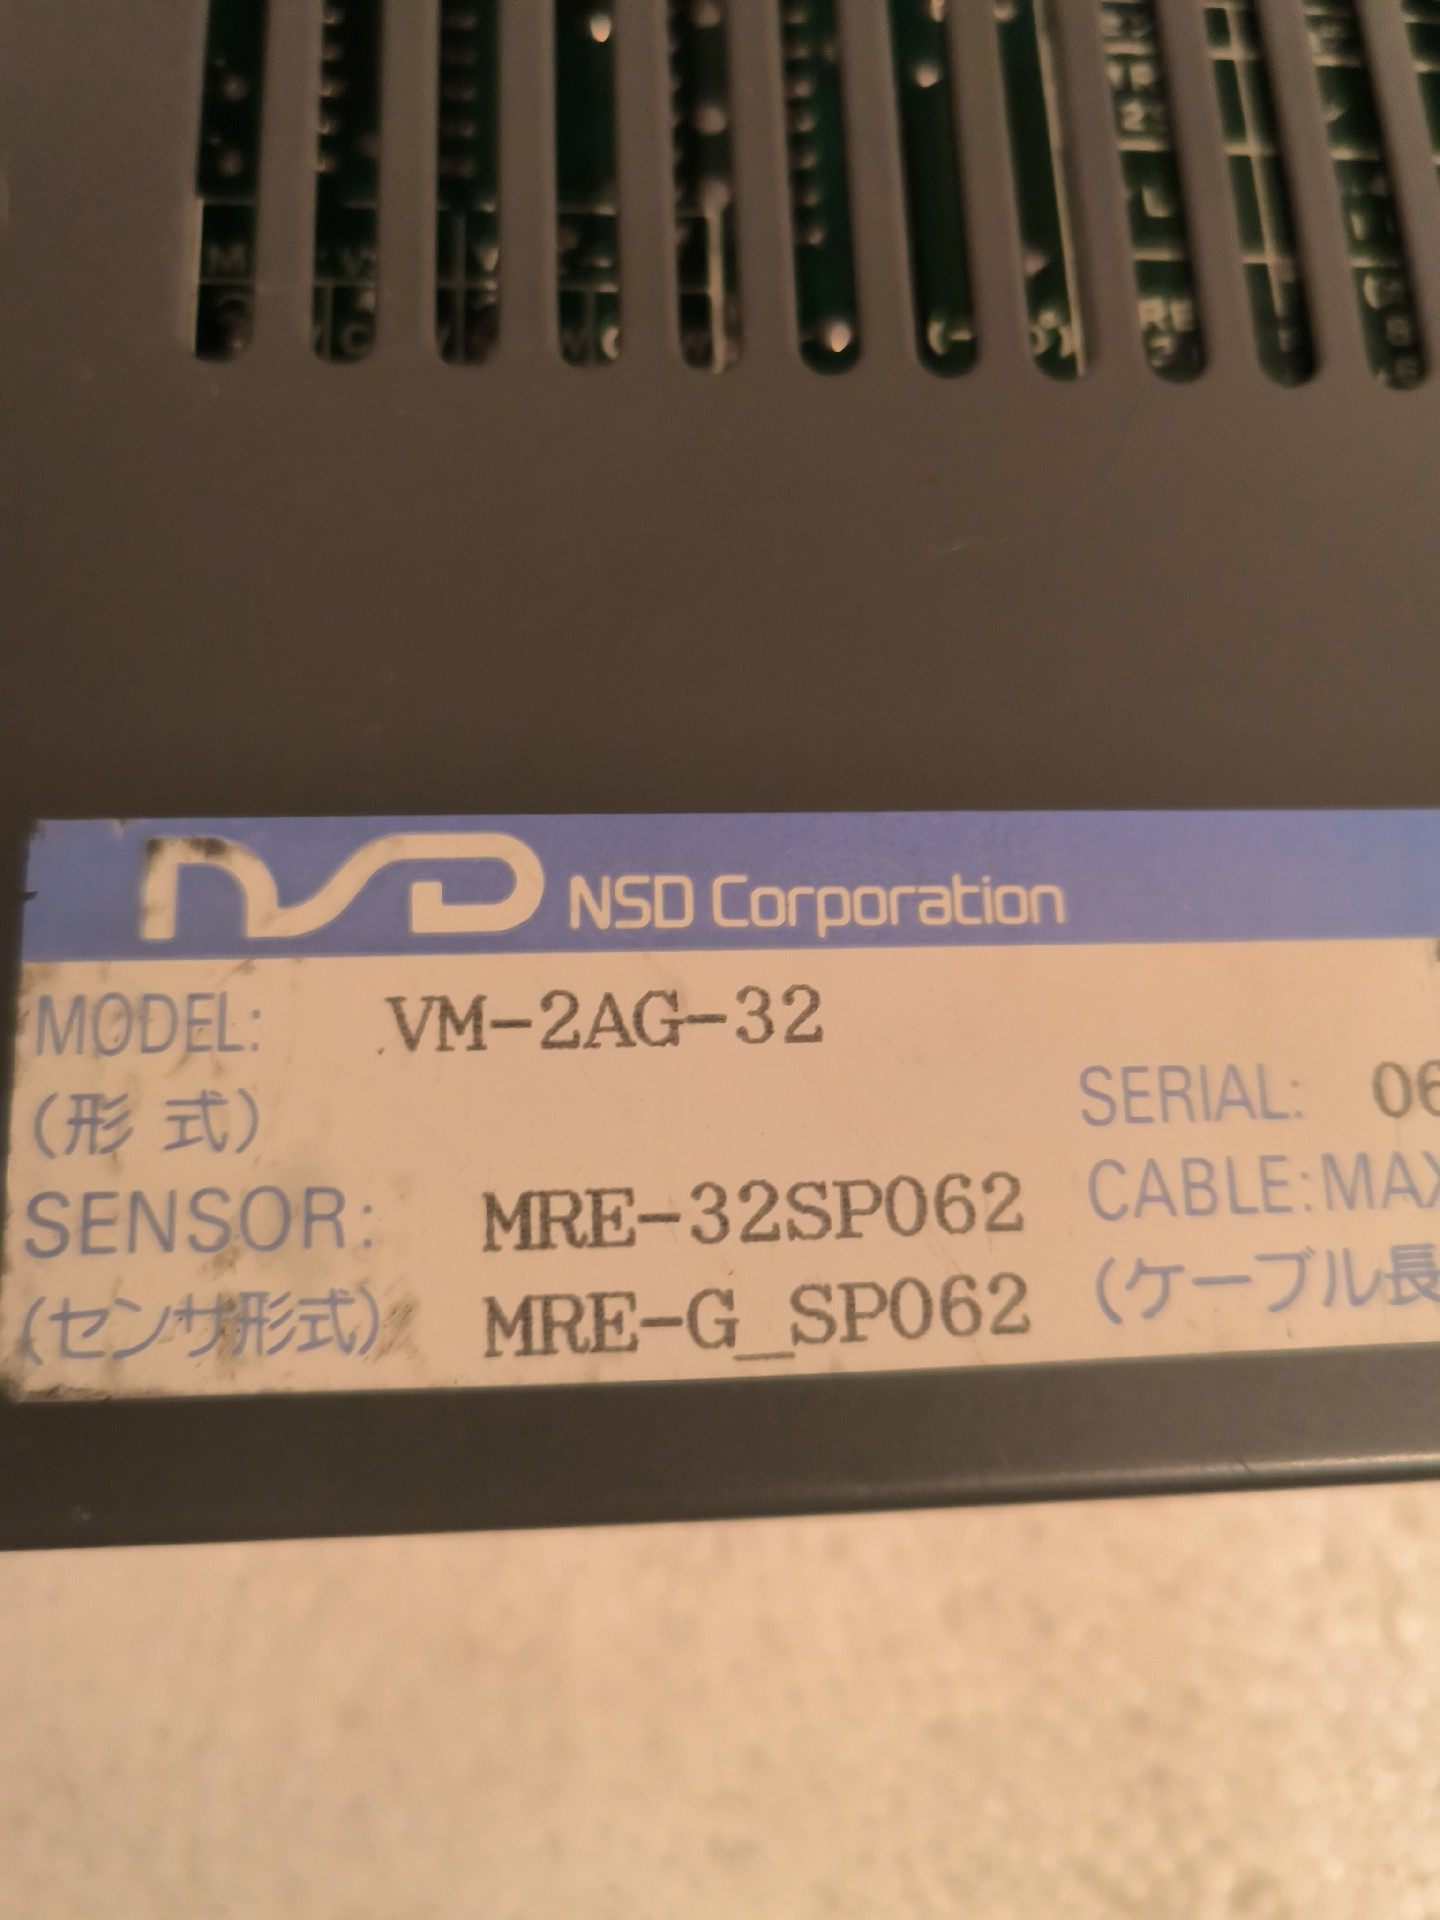 NSD NSD Corporation
MODEL: VM-2AG-32
(形 式)
SERIAL: 06
SENSOR: MRE-32SP062
CABLE:MAX
(センサ形式) MRE-G_SP062
(ケーブル長